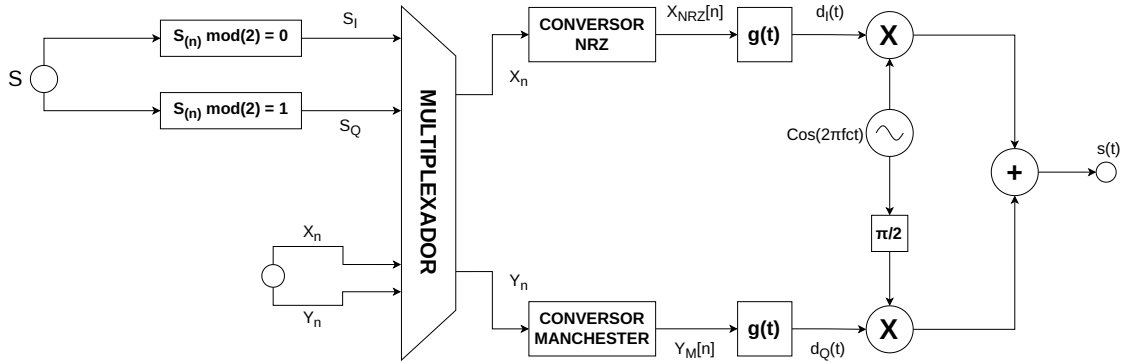 S
S(n) mod(2) = 0
S(n) mod(2) = 1
SI
SQ
Xn
Yn
MULTIPLEXADOR
Xn
Yn
CONVERSOR
NRZ
CONVERSOR
MANCHESTER
XNRZ[n]
YM[n]
g(t)
g(t)
dI(t)
dQ(t)
X
Cos(2πfct)
π/2
X
+
s(t)